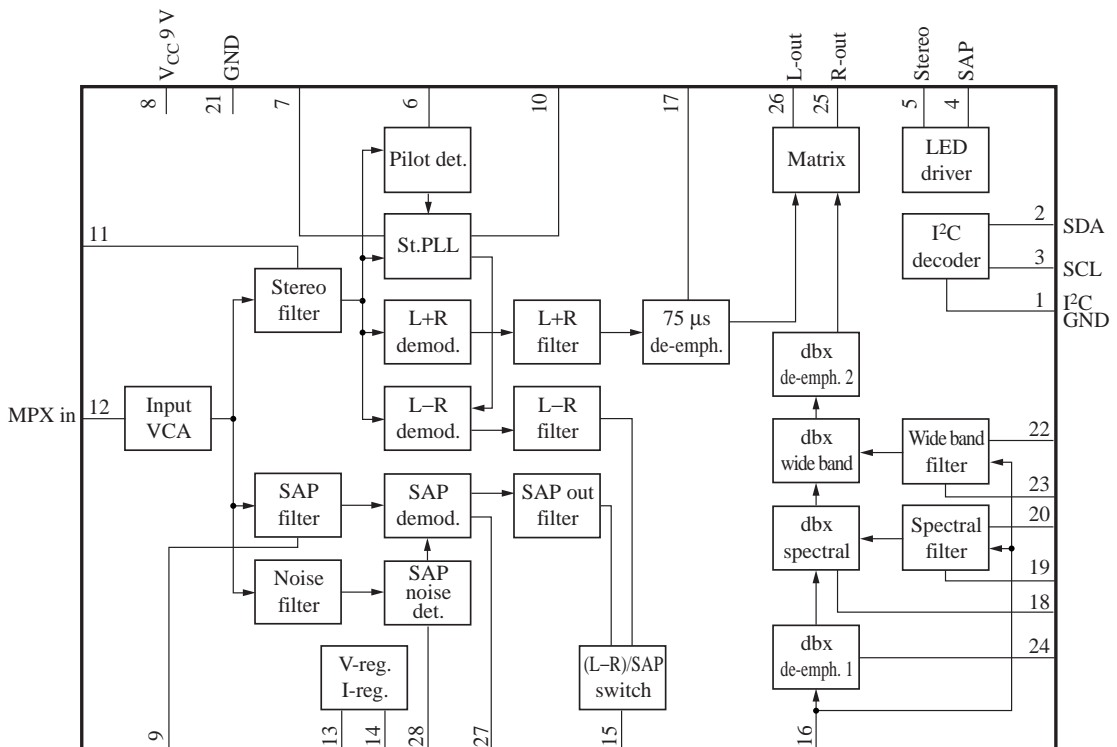 VCC 9 V
GND
L-out
R-out
Stereo
SAP
8
21
7
6
10
17
26
25
5
4
Pilot det.
Matrix
LED
driver
11
St.PLL
I²C
decoder
2
SDA
3
SCL
1
I²C
GND
Stereo
filter
L+R
demod.
L+R
filter
75 μs
de-emph.
dbx
de-emph. 2
MPX in
12
Input
VCA
L−R
demod.
L−R
filter
dbx
wide band
Wide band
filter
22
23
SAP
filter
SAP
demod.
SAP out
filter
dbx
spectral
Spectral
filter
20
19
18
Noise
filter
SAP
noise
det.
V-reg.
I-reg.
(L−R)/SAP
switch
dbx
de-emph. 1
24
9
13
14
28
27
15
16